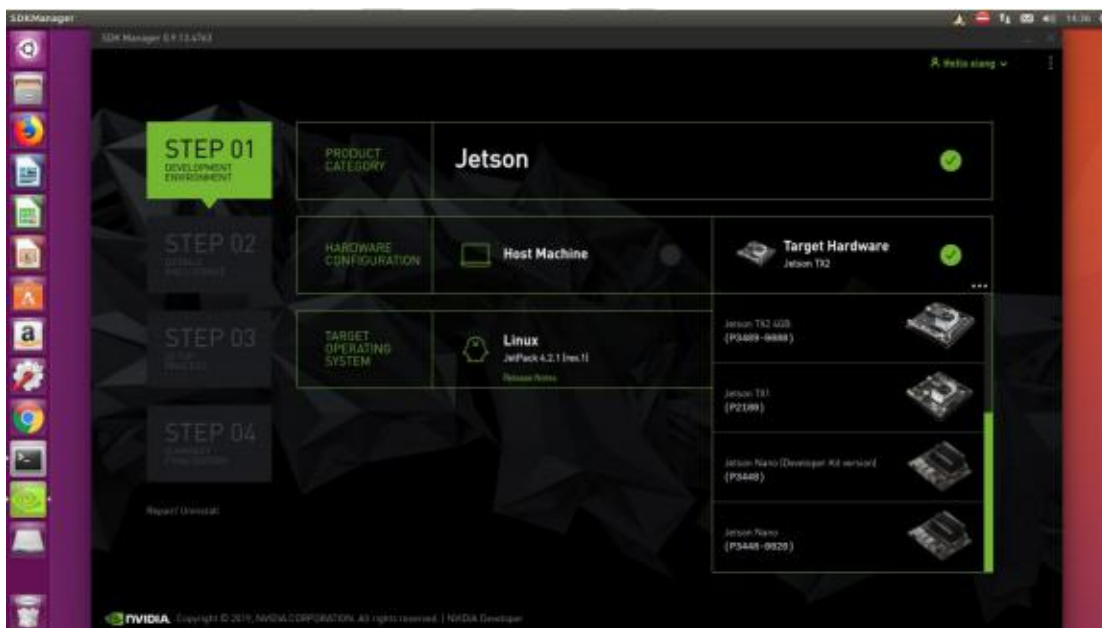 SDKManager
14:36
SDK Manager 0.9.13.4763
STEP 01
DEVELOPMENT
ENVIRONMENT
PRODUCT
CATEGORY
Jetson
STEP 02
HARDWARE
CONFIGURATION
Host Machine
Target Hardware
Jetson TX2
STEP 03
TARGET
OPERATING
SYSTEM
Linux
JetPack 4.2.1 (rev.1)
Release Notes
Jetson TX2 4GB
(P3489-0888)
Jetson TX1
(P2180)
STEP 04
Jetson Nano (Developer Kit version)
(P3448)
Repair/ Uninstall
Jetson Nano
(P3448-0020)
NVIDIA. Copyright © 2019, NVIDIA CORPORATION. All rights reserved. | NVIDIA Developer